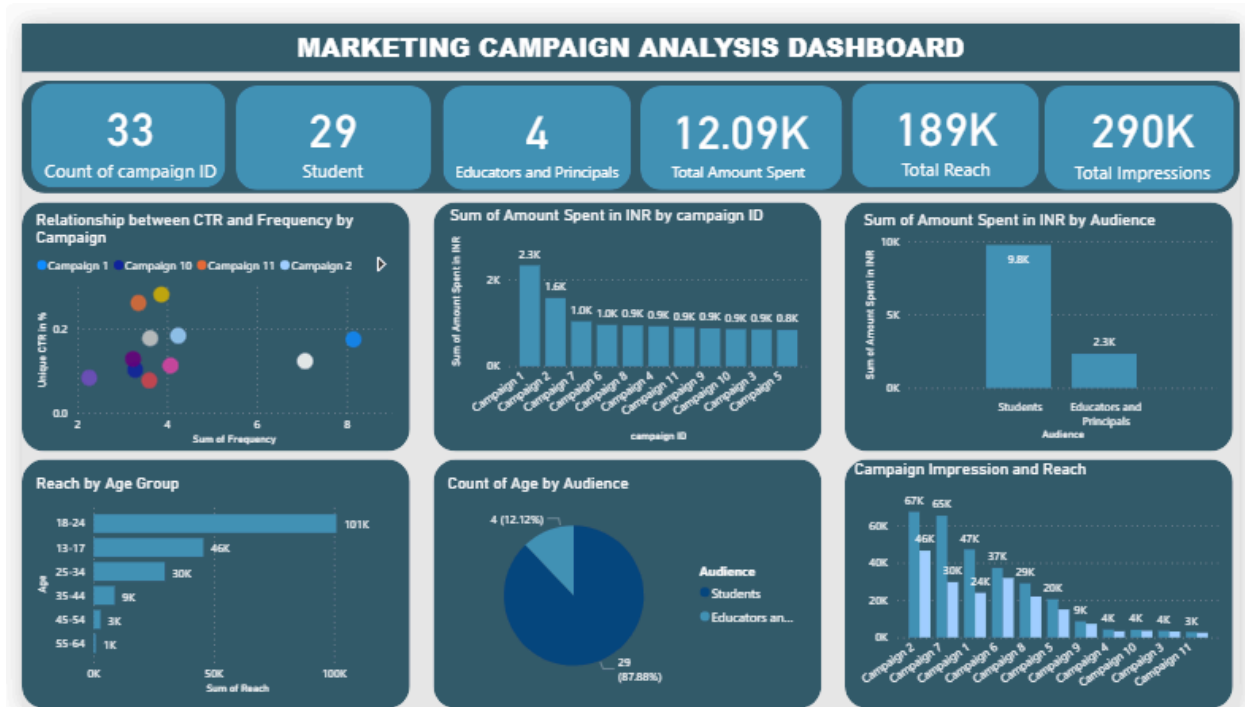 MARKETING CAMPAIGN ANALYSIS DASHBOARD
33
Count of campaign ID
29
Student
4
Educators and Principals
12.09K
Total Amount Spent
189K
Total Reach
290K
Total Impressions
Relationship between CTR and Frequency by
Campaign
Campaign 1 Campaign 10 Campaign 11 Campaign 2
Unique CTR in %
0.2
0.0
2 4 6 8
Sum of Frequency
Sum of Amount Spent in INR by campaign ID
Sum of Amount Spent in INR
2K
0K
2.3K
1.6K
1.0K 1.0K 0.9K 0.9K 0.9K 0.9K 0.9K 0.9K 0.8K
Campaign 1
Campaign 2
Campaign 7
Campaign 6
Campaign 8
Campaign 4
Campaign 11
Campaign 9
Campaign 10
Campaign 3
Campaign 5
campaign ID
Sum of Amount Spent in INR by Audience
Sum of Amount Spent in INR
10K
5K
0K
9.8K
2.3K
Students
Educators and
Principals
Audience
Reach by Age Group
Age
18-24 101K
13-17 46K
25-34 30K
35-44 9K
45-54 3K
55-64 1K
0K 50K 100K
Sum of Reach
Count of Age by Audience
4 (12.12%)
29
(87.88%)
Audience
Students
Educators an...
Campaign Impression and Reach
60K
40K
20K
0K
67K
46K
65K
30K
47K
24K
37K
29K
20K
9K
4K
4K
4K
3K
Campaign 2
Campaign 7
Campaign 1
Campaign 6
Campaign 8
Campaign 5
Campaign 9
Campaign 4
Campaign 10
Campaign 3
Campaign 11